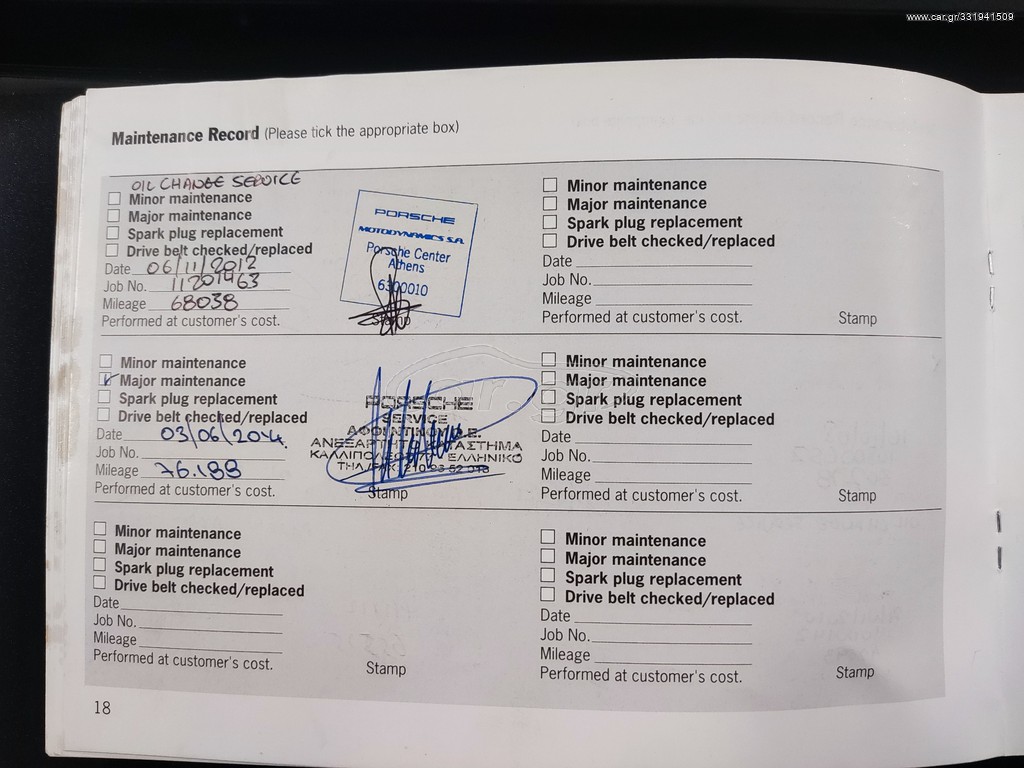 www.car.gr/331941509
Maintenance Record (Please tick the appropriate box)
OIL CHANGE SERVICE
Minor maintenance
Major maintenance
Spark plug replacement
Drive belt checked/replaced
Date 06/11/2012
Job No. 11201463
Mileage 68038
Performed at customer's cost.
PORSCHE
MOTODYNAMICS S.A.
Porsche Center
Athens
6300010
Minor maintenance
Major maintenance
Spark plug replacement
Drive belt checked/replaced
Date
Job No.
Mileage
Performed at customer's cost.
Stamp
Minor maintenance
Major maintenance
Spark plug replacement
Drive belt checked/replaced
Date 03/06/2014
Job No.
Mileage 76.188
Performed at customer's cost.
PORSCHE
SERVICE
ΕΛΛΗΝΙΚΟ
Stamp
Minor maintenance
Major maintenance
Spark plug replacement
Drive belt checked/replaced
Date
Job No.
Mileage
Performed at customer's cost.
Stamp
Minor maintenance
Major maintenance
Spark plug replacement
Drive belt checked/replaced
Date
Job No.
Mileage
Performed at customer's cost.
Stamp
Minor maintenance
Major maintenance
Spark plug replacement
Drive belt checked/replaced
Date
Job No.
Mileage
Performed at customer's cost.
Stamp
18